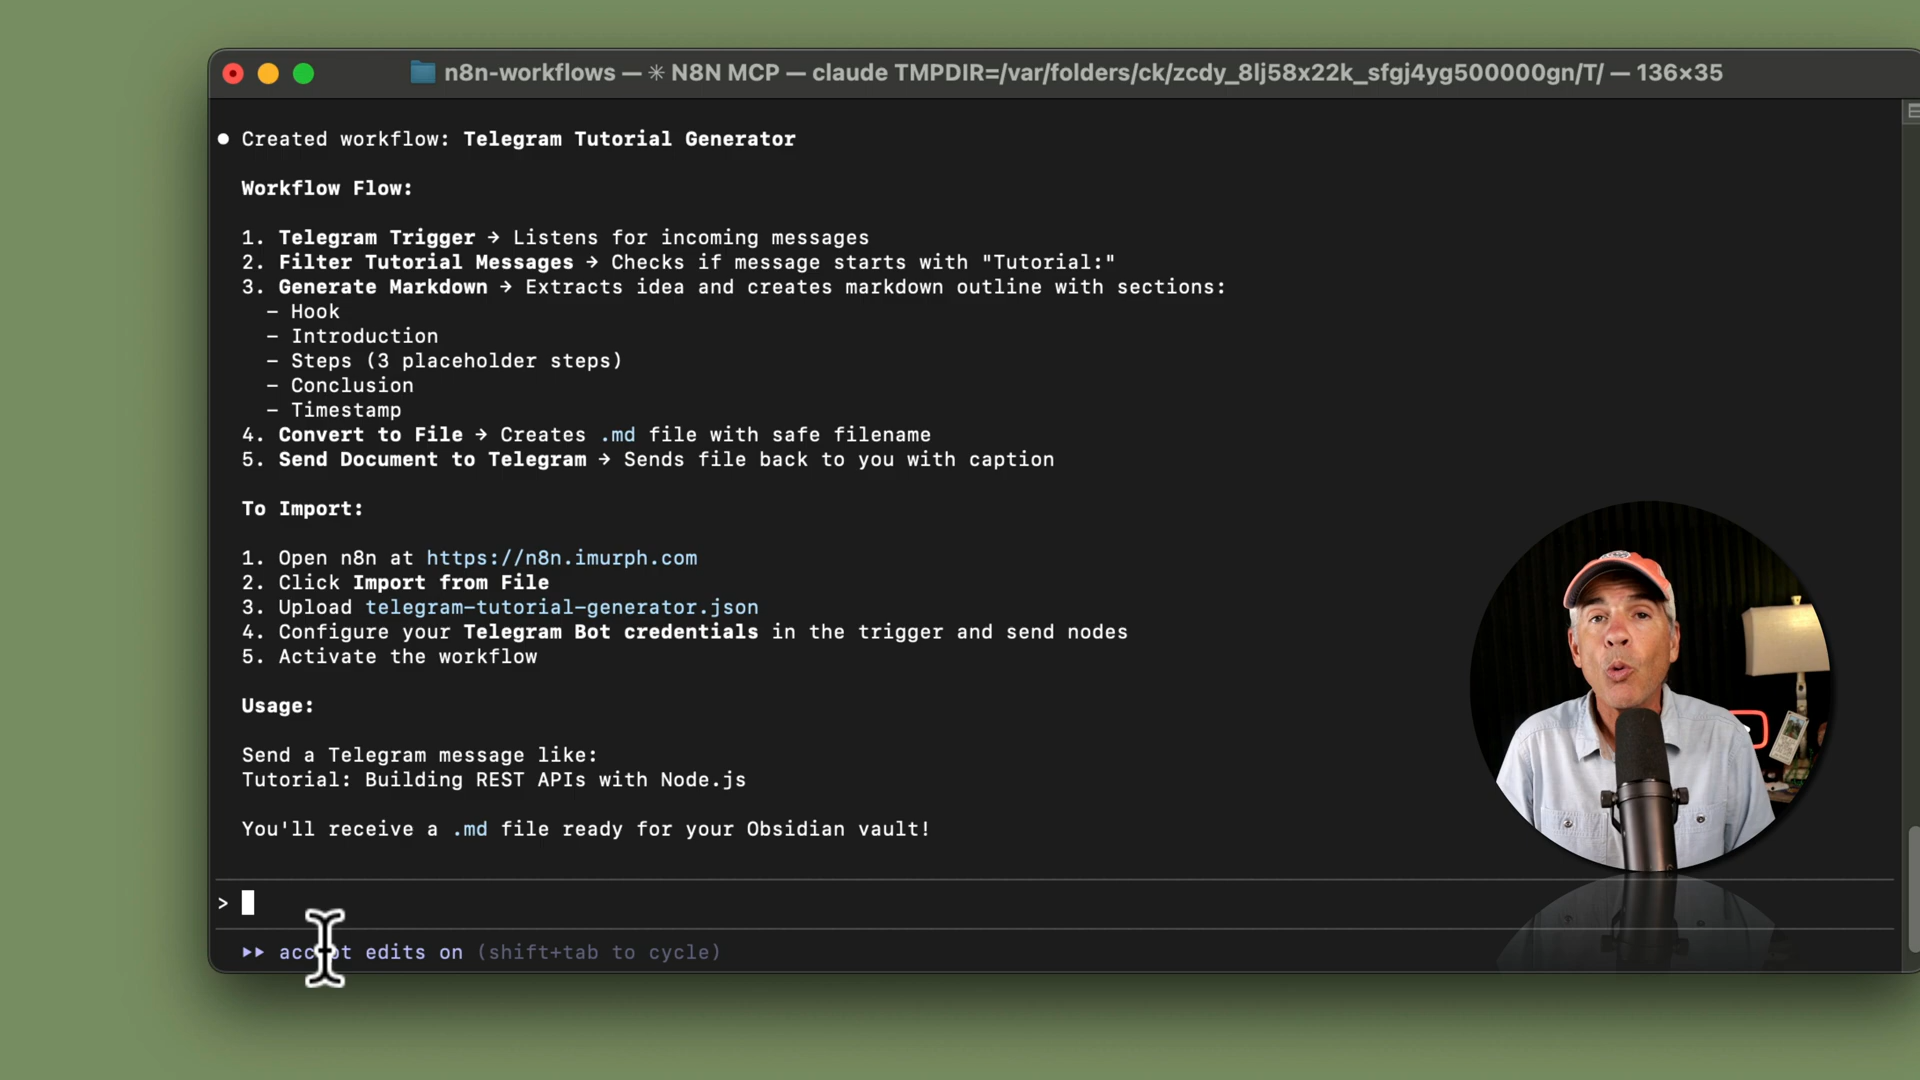 n8n-workflows — ✳ N8N MCP — claude TMPDIR=/var/folders/ck/zcdy_8lj58x22k_sfgj4yg500000gn/T/ — 136×35
● Created workflow: Telegram Tutorial Generator
Workflow Flow:
1. Telegram Trigger → Listens for incoming messages
2. Filter Tutorial Messages → Checks if message starts with "Tutorial:"
3. Generate Markdown → Extracts idea and creates markdown outline with sections:
– Hook
– Introduction
– Steps (3 placeholder steps)
– Conclusion
– Timestamp
4. Convert to File → Creates .md file with safe filename
5. Send Document to Telegram → Sends file back to you with caption
To Import:
1. Open n8n at https://n8n.imurph.com
2. Click Import from File
3. Upload telegram-tutorial-generator.json
4. Configure your Telegram Bot credentials in the trigger and send nodes
5. Activate the workflow
Usage:
Send a Telegram message like:
Tutorial: Building REST APIs with Node.js
You'll receive a .md file ready for your Obsidian vault!
>
▸▸ accept edits on (shift+tab to cycle)